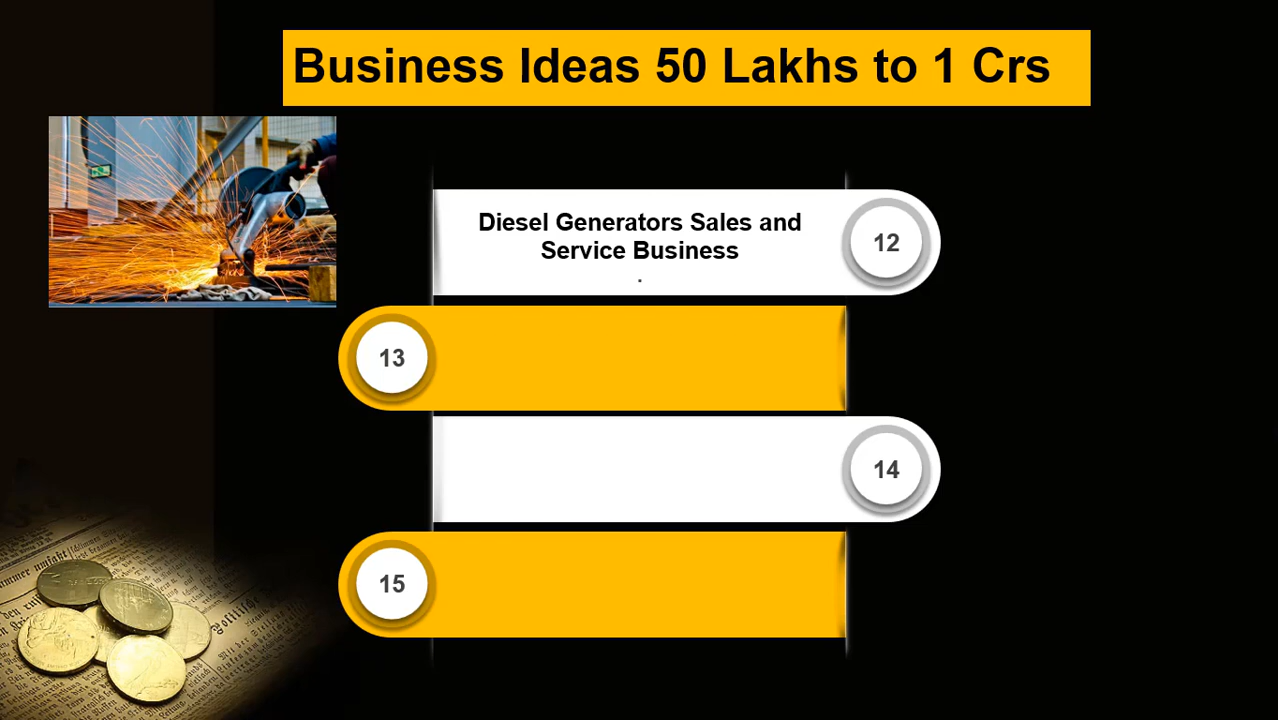 Business Ideas 50 Lakhs to 1 Crs
Diesel Generators Sales and
Service Business
.
12
13
14
15